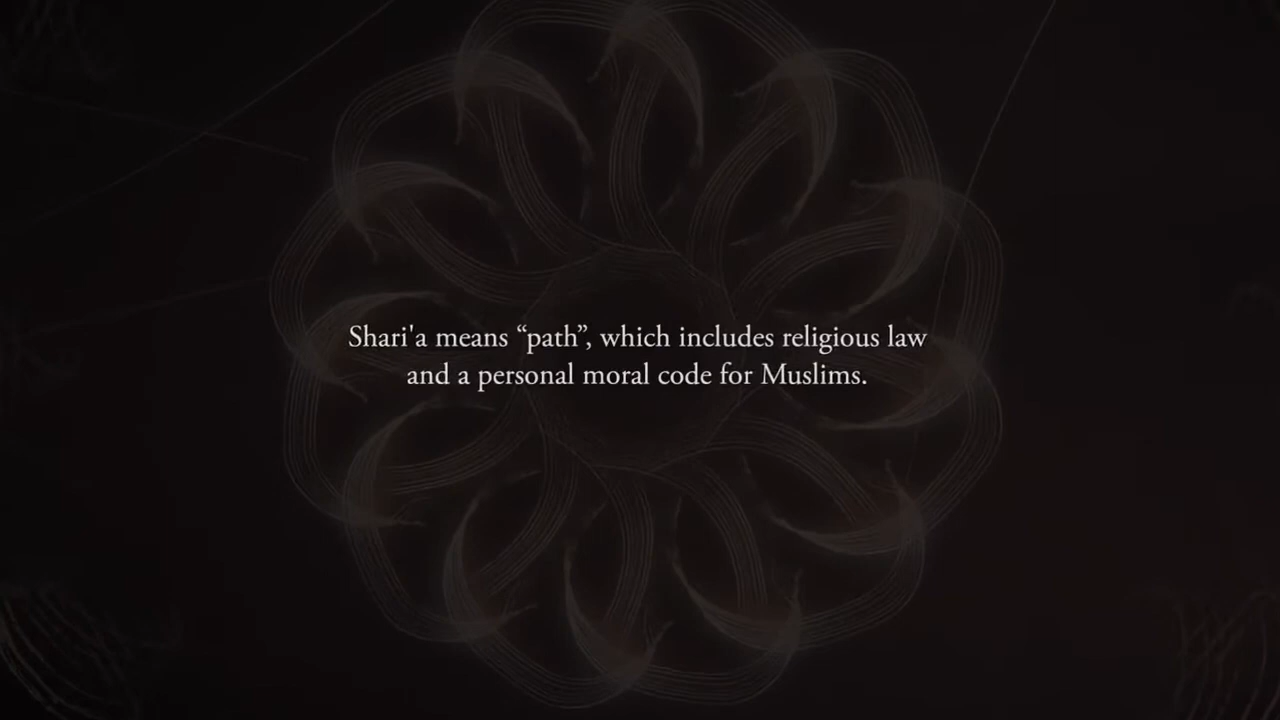 Shari'a means “path”, which includes religious law
and a personal moral code for Muslims.